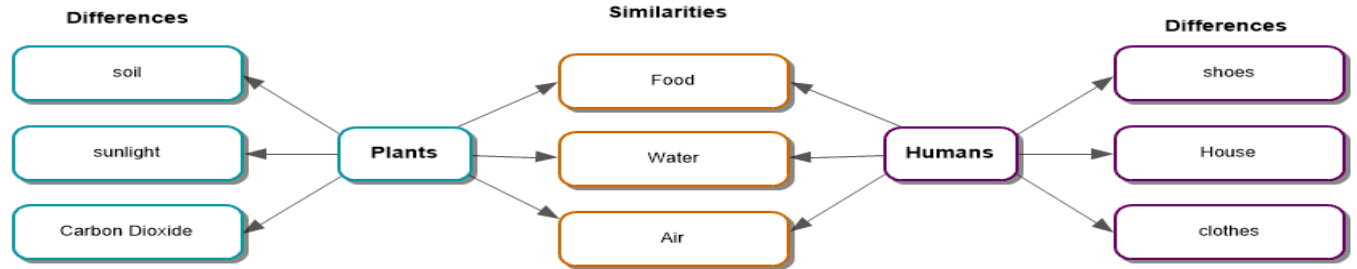 Differences
Similarities
Differences
soil
Food
shoes
sunlight
Plants
Water
Humans
House
Carbon Dioxide
Air
clothes